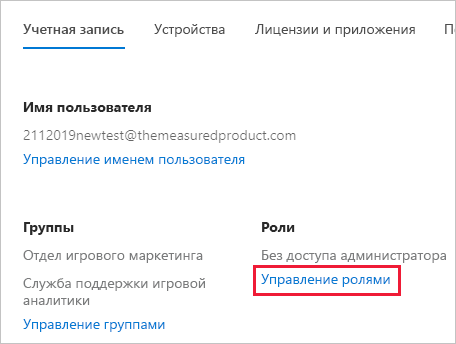 Учетная запись Устройства Лицензии и приложения
Имя пользователя
2112019newtest@themeasuredproduct.com
Управление именем пользователя
Группы
Отдел игрового маркетинга
Служба поддержки игровой
аналитики
Управление группами
Роли
Без доступа администратора
Управление ролями